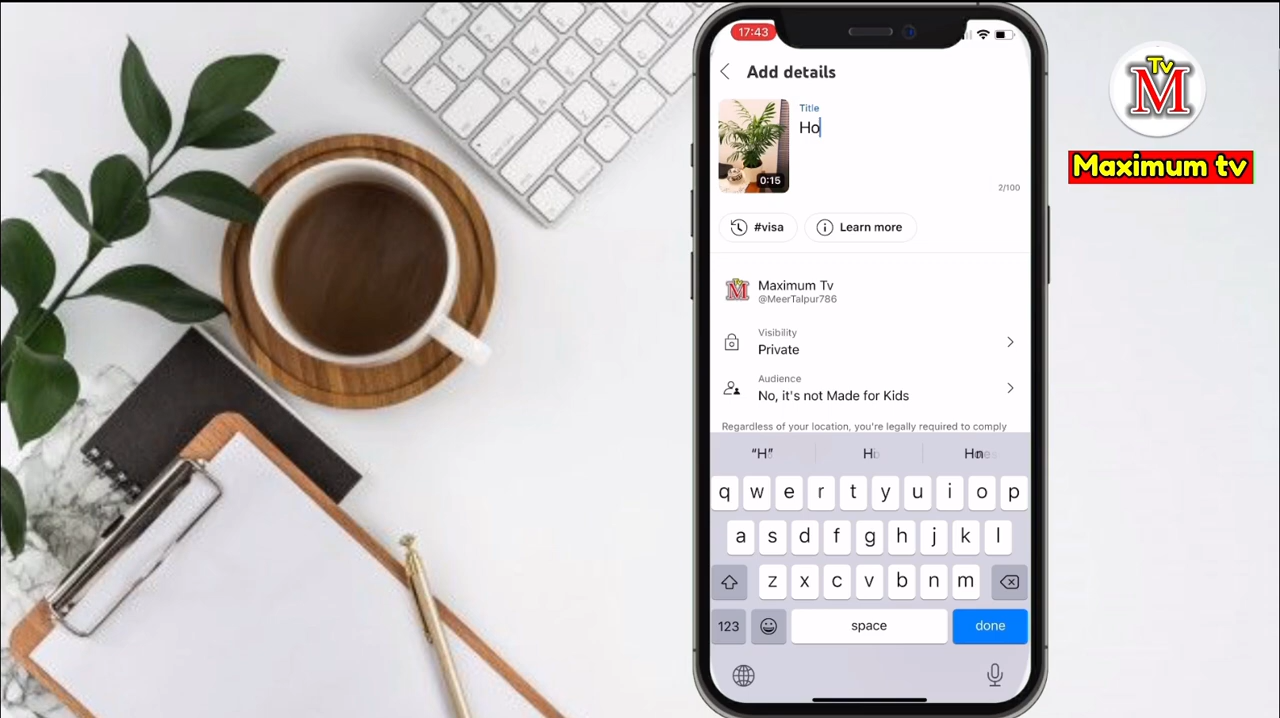 17:43
Add details
Title
Ho
0:15
2/100
#visa
Learn more
Maximum Tv
@MeerTalpur786
Visibility
Private
Audience
No, it's not Made for Kids
Regardless of your location, you're legally required to comply
“H”
q w e r t y u i o p
a s d f g h j k l
z x c v b n m
123
space
done
Tv
M
Maximum tv